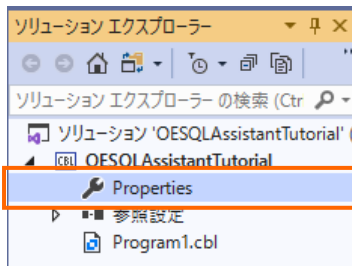 ソリューション エクスプローラー
ソリューション エクスプローラー の検索 (Ctr
ソリューション 'OESQLAssistantTutorial' (
CBL OESQLAssistantTutorial
Properties
参照設定
Program1.cbl